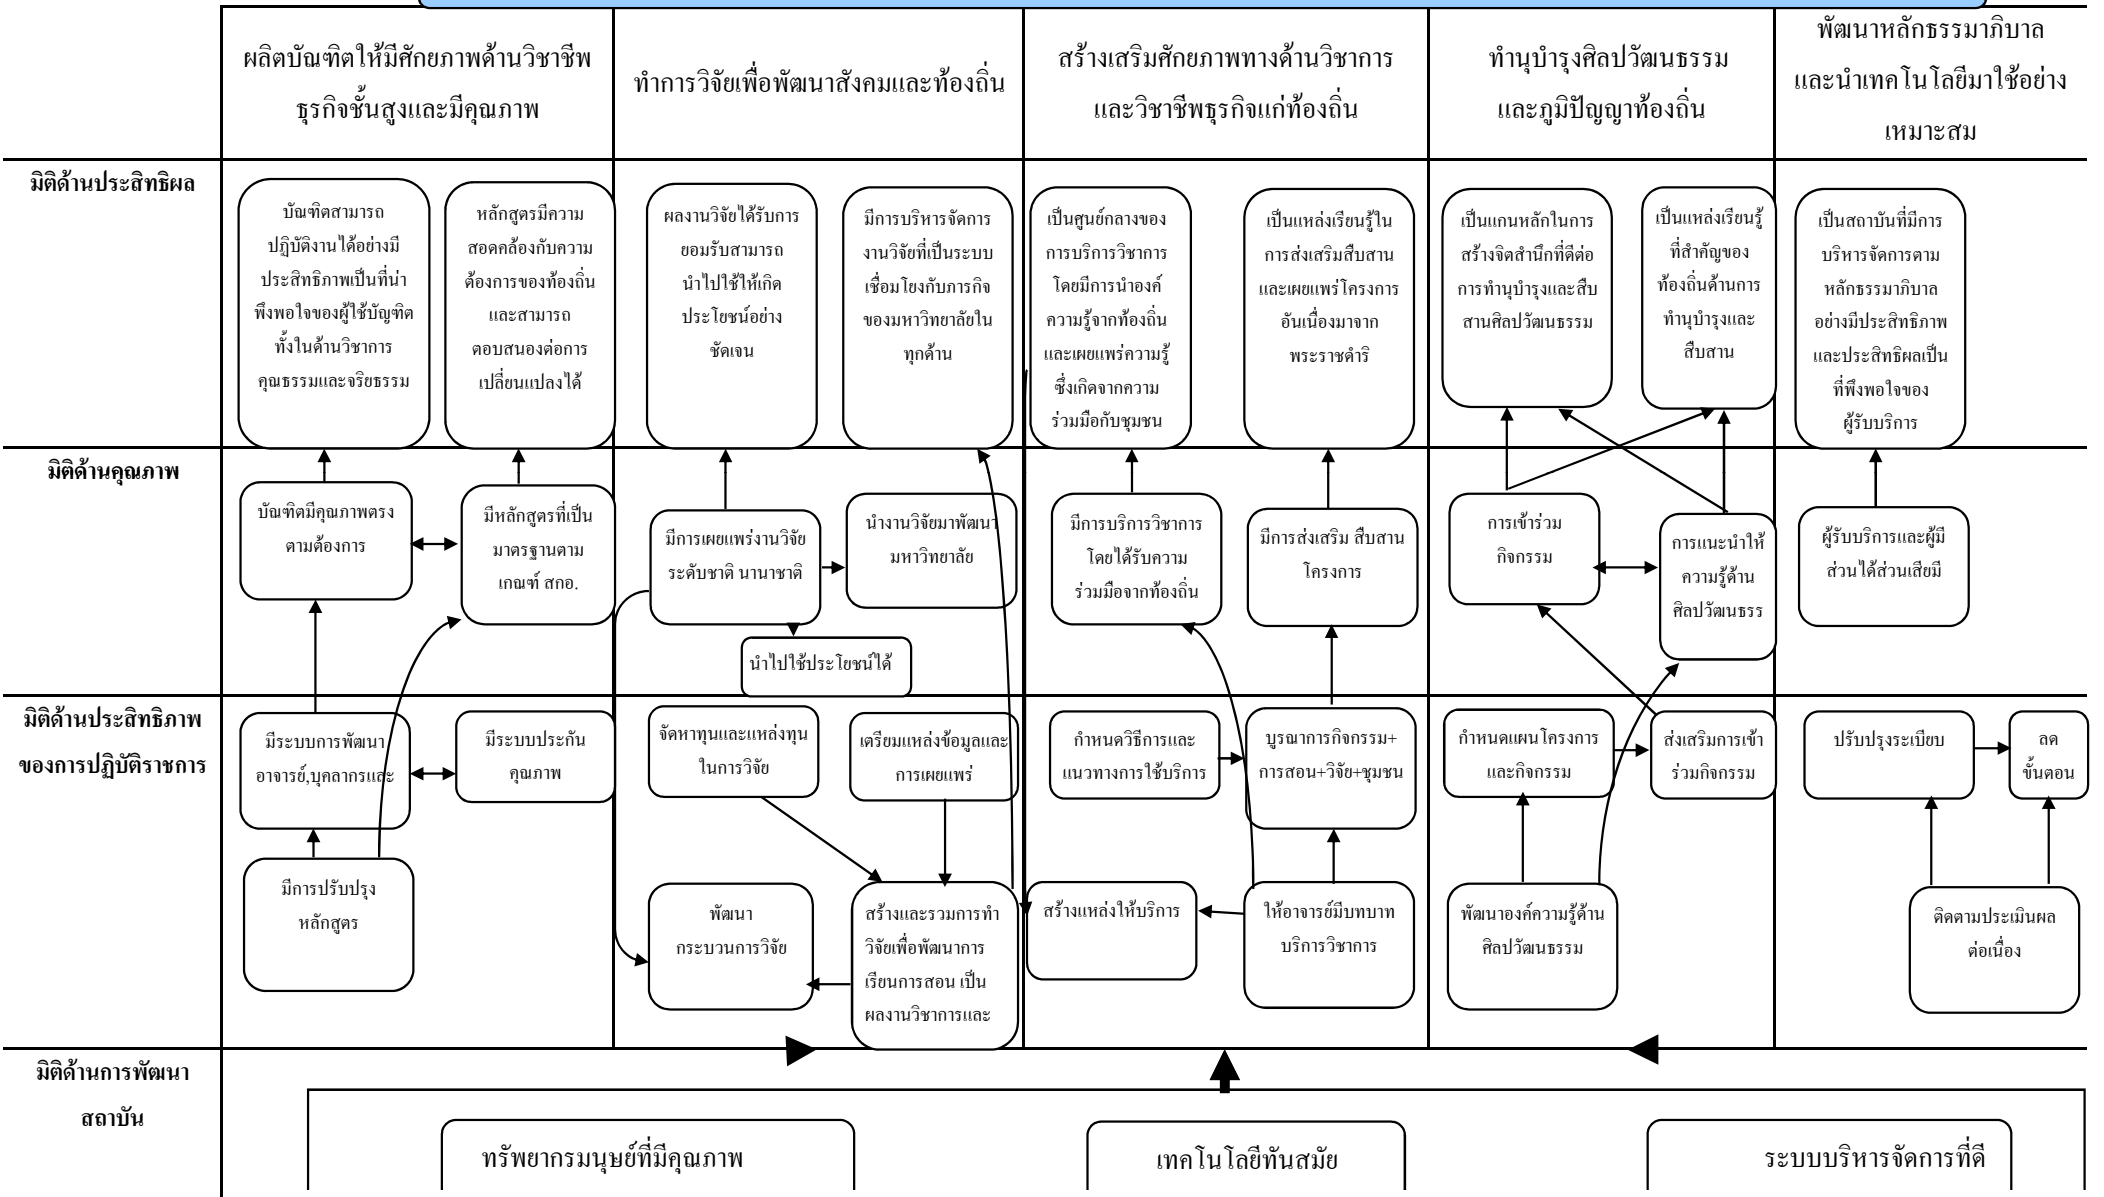 ผลิตบัณฑิตให้มีศักยภาพด้านวิชาชีพ
ธุรกิจชั้นสูงและมีคุณภาพ
ทำการวิจัยเพื่อพัฒนาสังคมและท้องถิ่น
สร้างเสริมศักยภาพทางด้านวิชาการ
และวิชาชีพธุรกิจแก่ท้องถิ่น
ทำนุบำรุงศิลปวัฒนธรรม
และภูมิปัญญาท้องถิ่น
พัฒนาหลักธรรมาภิบาล
และนำเทคโนโลยีมาใช้อย่าง
เหมาะสม
มิติด้านประสิทธิผล
บัณฑิตสามารถ
ปฏิบัติงานได้อย่างมี
ประสิทธิภาพเป็นที่น่า
พึงพอใจของผู้ใช้บัญฑิต
ทั้งในด้านวิชาการ
คุณธรรมและจริยธรรม
หลักสูตรมีความ
สอดคล้องกับความ
ต้องการของท้องถิ่น
และสามารถ
ตอบสนองต่อการ
เปลี่ยนแปลงได้
ผลงานวิจัยได้รับการ
ยอมรับสามารถ
นำไปใช้ให้เกิด
ประโยชน์อย่าง
ชัดเจน
มีการบริหารจัดการ
งานวิจัยที่เป็นระบบ
เชื่อมโยงกับภารกิจ
ของมหาวิทยาลัยใน
ทุกด้าน
เป็นศูนย์กลางของ
การบริการวิชาการ
โดยมีการนำองค์
ความรู้จากท้องถิ่น
และเผยแพร่ความรู้
ซึ่งเกิดจากความ
ร่วมมือกับชุมชน
เป็นแหล่งเรียนรู้ใน
การส่งเสริมสืบสาน
และเผยแพร่โครงการ
อันเนื่องมาจาก
พระราชดำริ
เป็นแกนหลักในการ
สร้างจิตสำนึกที่ดีต่อ
การทำนุบำรุงและสืบ
สานศิลปวัฒนธรรม
เป็นแหล่งเรียนรู้
ที่สำคัญของ
ท้องถิ่นด้านการ
ทำนุบำรุงและ
สืบสาน
เป็นสถาบันที่มีการ
บริหารจัดการตาม
หลักธรรมาภิบาล
อย่างมีประสิทธิภาพ
และประสิทธิผลเป็น
ที่พึงพอใจของ
ผู้รับบริการ
มิติด้านคุณภาพ
บัณฑิตมีคุณภาพตรง
ตามต้องการ
มีหลักสูตรที่เป็น
มาตรฐานตาม
เกณฑ์ สกอ.
มีการเผยแพร่งานวิจัย
ระดับชาติ นานาชาติ
นำงานวิจัยมาพัฒนา
มหาวิทยาลัย
นำไปใช้ประโยชน์ได้
มีการบริการวิชาการ
โดยได้รับความ
ร่วมมือจากท้องถิ่น
มีการส่งเสริม สืบสาน
โครงการ
การเข้าร่วม
กิจกรรม
การแนะนำให้
ความรู้ด้าน
ศิลปวัฒนธรร
ผู้รับบริการและผู้มี
ส่วนได้ส่วนเสียมี
มิติด้านประสิทธิภาพ
ของการปฏิบัติราชการ
มีระบบการพัฒนา
อาจารย์,บุคลากรและ
มีระบบประกัน
คุณภาพ
มีการปรับปรุง
หลักสูตร
จัดหาทุนและแหล่งทุน
ในการวิจัย
เตรียมแหล่งข้อมูลและ
การเผยแพร่
พัฒนา
กระบวนการวิจัย
สร้างและรวมการทำ
วิจัยเพื่อพัฒนาการ
เรียนการสอน เป็น
ผลงานวิชาการและ
กำหนดวิธีการและ
แนวทางการใช้บริการ
บูรณาการกิจกรรม+
การสอน+วิจัย+ชุมชน
สร้างแหล่งให้บริการ
ให้อาจารย์มีบทบาท
บริการวิชาการ
กำหนดแผนโครงการ
และกิจกรรม
ส่งเสริมการเข้า
ร่วมกิจกรรม
พัฒนาองค์ความรู้ด้าน
ศิลปวัฒนธรรม
ปรับปรุงระเบียบ
ลด
ขั้นตอน
ติดตามประเมินผล
ต่อเนื่อง
มิติด้านการพัฒนา
สถาบัน
ทรัพยากรมนุษย์ที่มีคุณภาพ
เทคโนโลยีทันสมัย
ระบบบริหารจัดการที่ดี